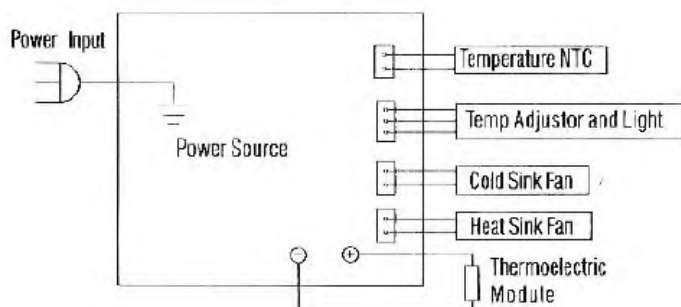 Power Input
Temperature NTC
Temp Adjustor and Light
Power Source
Cold Sink Fan
Heat Sink Fan
Thermoelectric
Module